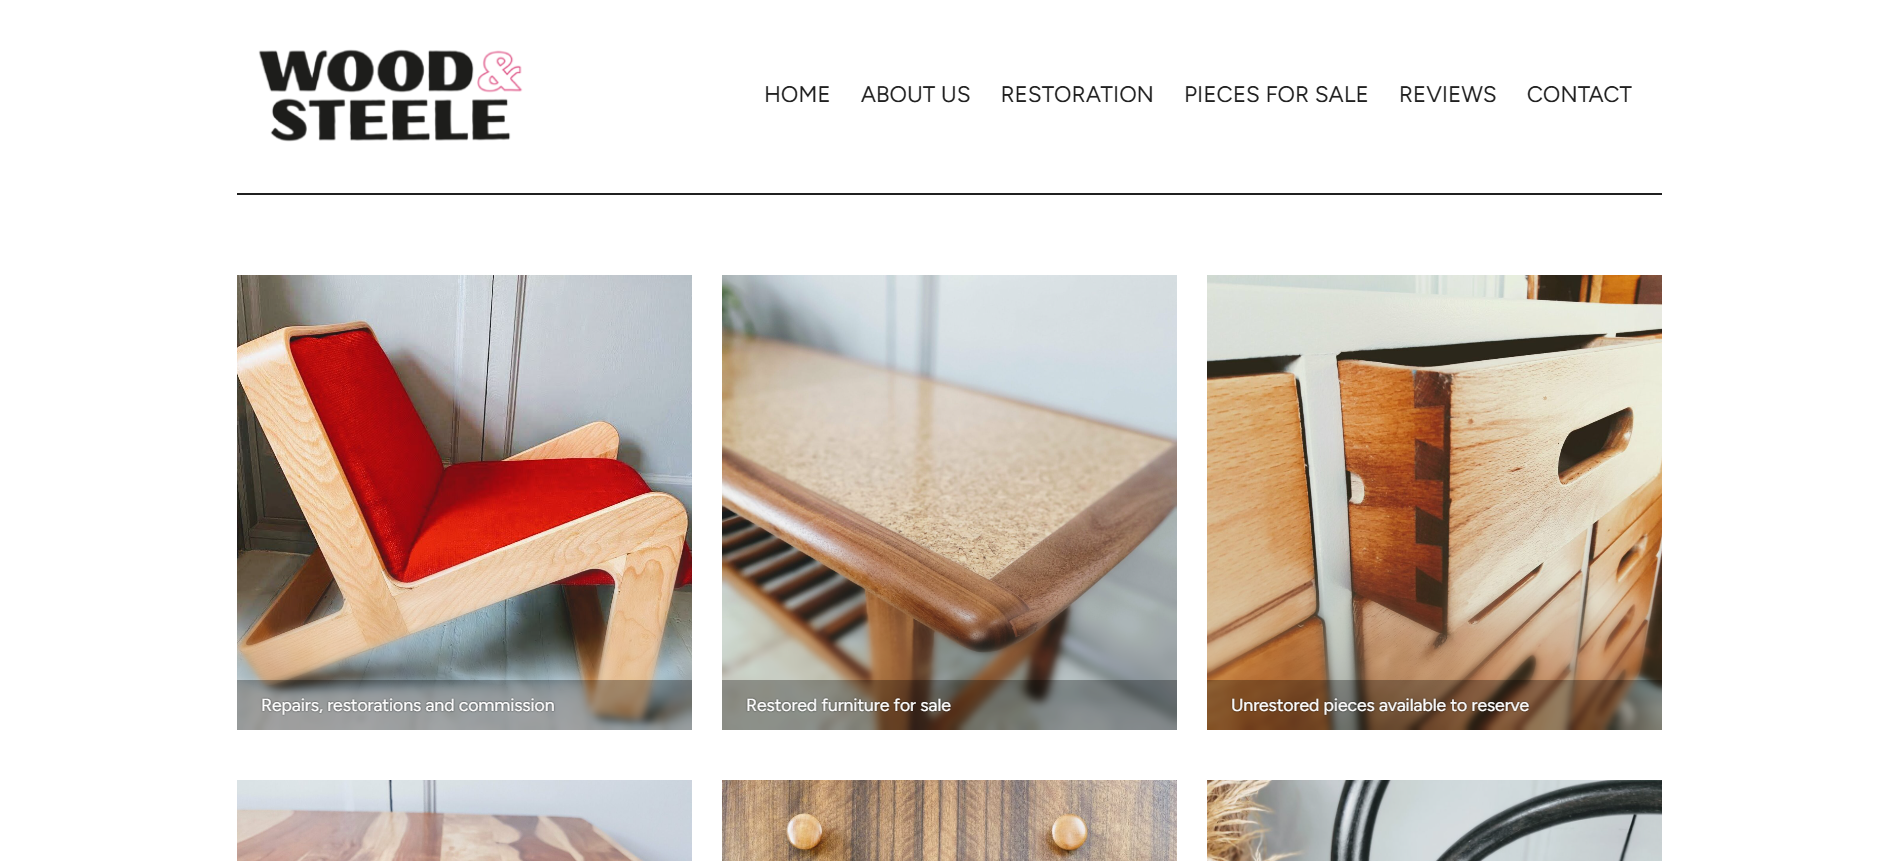 WOOD&
STEELE
HOME ABOUT US RESTORATION PIECES FOR SALE REVIEWS CONTACT
Repairs, restorations and commission
Restored furniture for sale
Unrestored pieces available to reserve